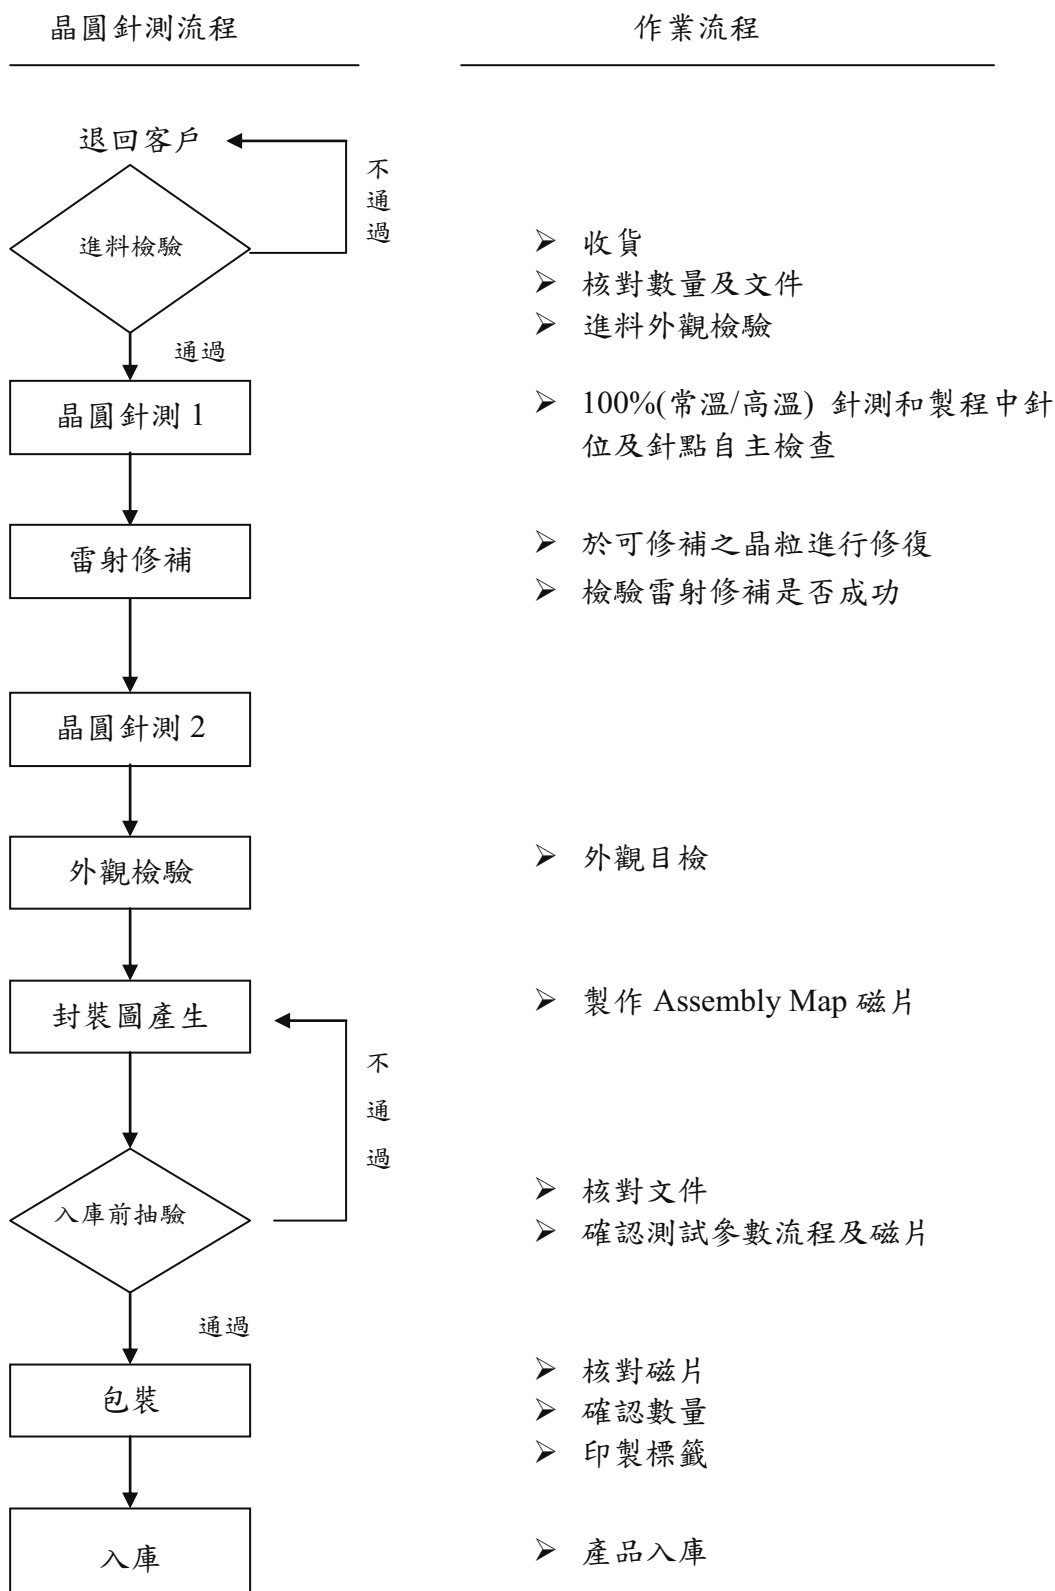 晶圓針測流程
作業流程
退回客戶
不通過
進料檢驗
通過
➢ 收貨
➢ 核對數量及文件
➢ 進料外觀檢驗
晶圓針測 1
➢ 100%(常溫/高溫) 針測和製程中針
位及針點自主檢查
雷射修補
➢ 於可修補之晶粒進行修復
➢ 檢驗雷射修補是否成功
晶圓針測 2
外觀檢驗
➢ 外觀目檢
封裝圖產生
➢ 製作 Assembly Map 磁片
不通過
入庫前抽驗
➢ 核對文件
➢ 確認測試參數流程及磁片
通過
包裝
➢ 核對磁片
➢ 確認數量
➢ 印製標籤
入庫
➢ 產品入庫